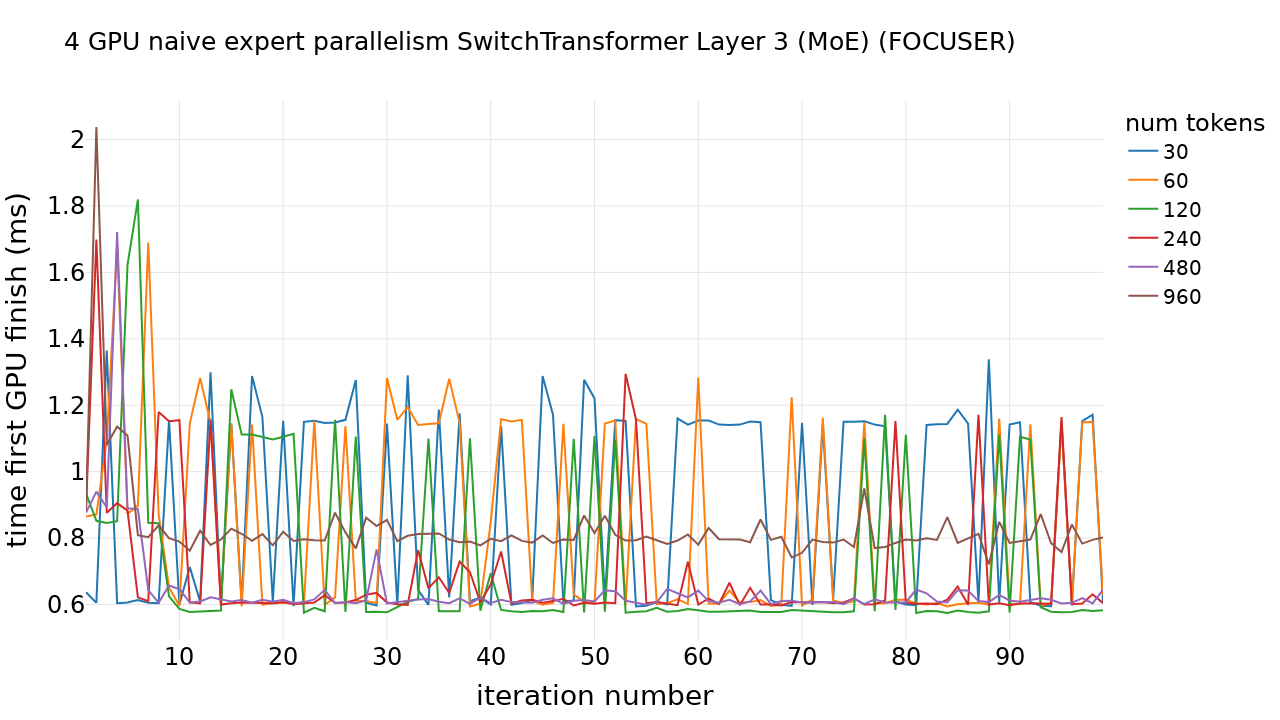 4 GPU naive expert parallelism SwitchTransformer Layer 3 (MoE) (FOCUSER)
time first GPU finish (ms)
2
1.8
1.6
1.4
1.2
1
0.8
0.6
10 20 30 40 50 60 70 80 90
iteration number
num tokens
30
60
120
240
480
960